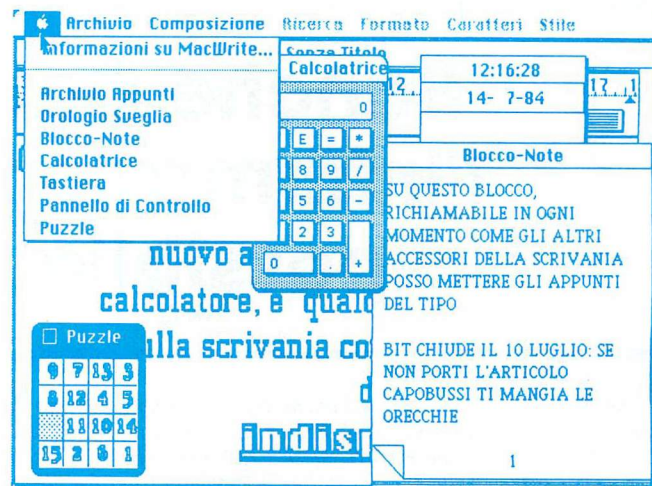 Archivio Composizione Ricerca Formato Caratteri Stile
Informazioni su MacWrite...
Archivio Appunti
Orologio Sveglia
Blocco-Note
Calcolatrice
Tastiera
Pannello di Controllo
Puzzle
Senza Titolo
Calcolatrice
0
E = *
8 9 /
5 6 -
2 3
0 . +
12:16:28
14- 7-84
12
17
Blocco-Note
SU QUESTO BLOCCO,
RICHIAMABILE IN OGNI
MOMENTO COME GLI ALTRI
ACCESSORI DELLA SCRIVANIA
POSSO METTERE GLI APPUNTI
DEL TIPO
BIT CHIUDE IL 10 LUGLIO: SE
NON PORTI L'ARTICOLO
CAPOBUSSI TI MANGIA LE
ORECCHIE
1
nuovo a
calcolatore, e' qualc
ulla scrivania co
d
indisp
Puzzle
9 7 13 3
8 12 4 5
11 10 14
15 2 6 1